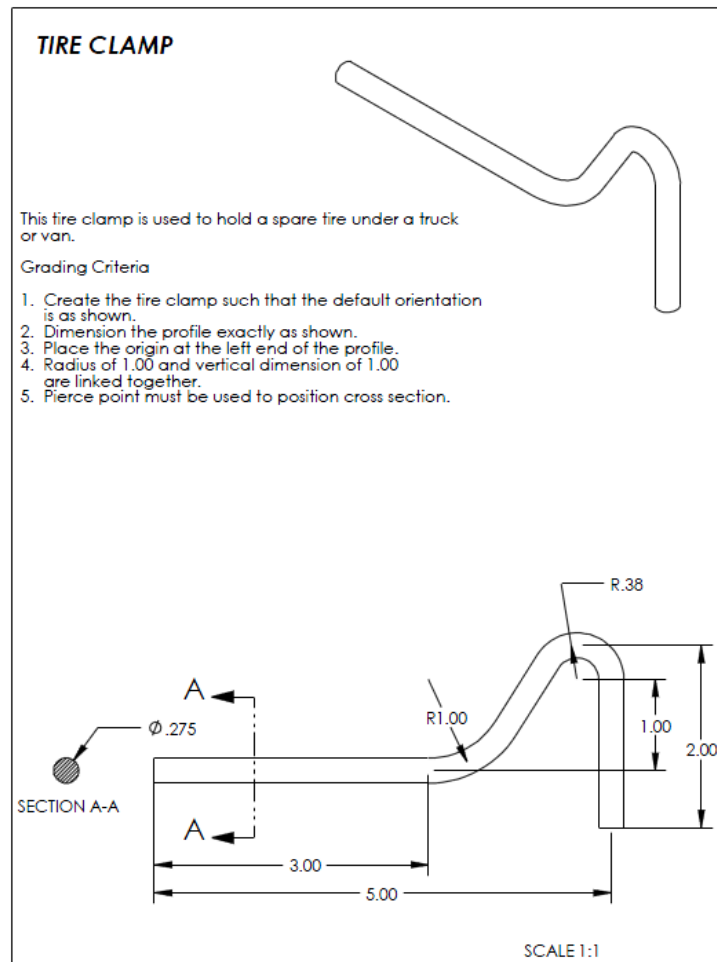 TIRE CLAMP
This tire clamp is used to hold a spare tire under a truck
or van.
Grading Criteria
1. Create the tire clamp such that the default orientation
is as shown.
2. Dimension the profile exactly as shown.
3. Place the origin at the left end of the profile.
4. Radius of 1.00 and vertical dimension of 1.00
are linked together.
5. Pierce point must be used to position cross section.
R.38
A
R1.00
1.00
Ø.275
2.00
SECTION A-A
A
3.00
5.00
SCALE 1:1